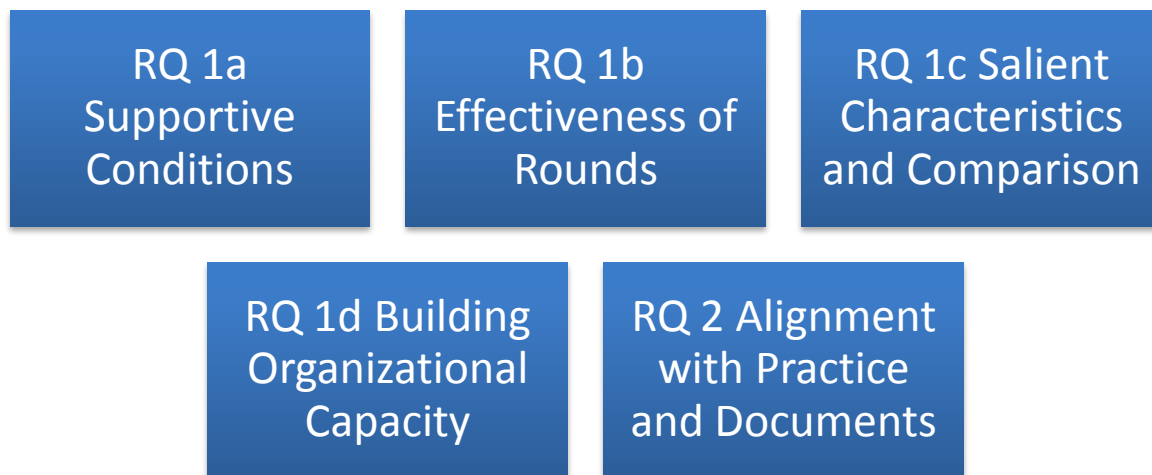 RQ 1a
Supportive
Conditions
RQ 1b
Effectiveness of
Rounds
RQ 1c Salient
Characteristics
and Comparison
RQ 1d Building
Organizational
Capacity
RQ 2 Alignment
with Practice
and Documents